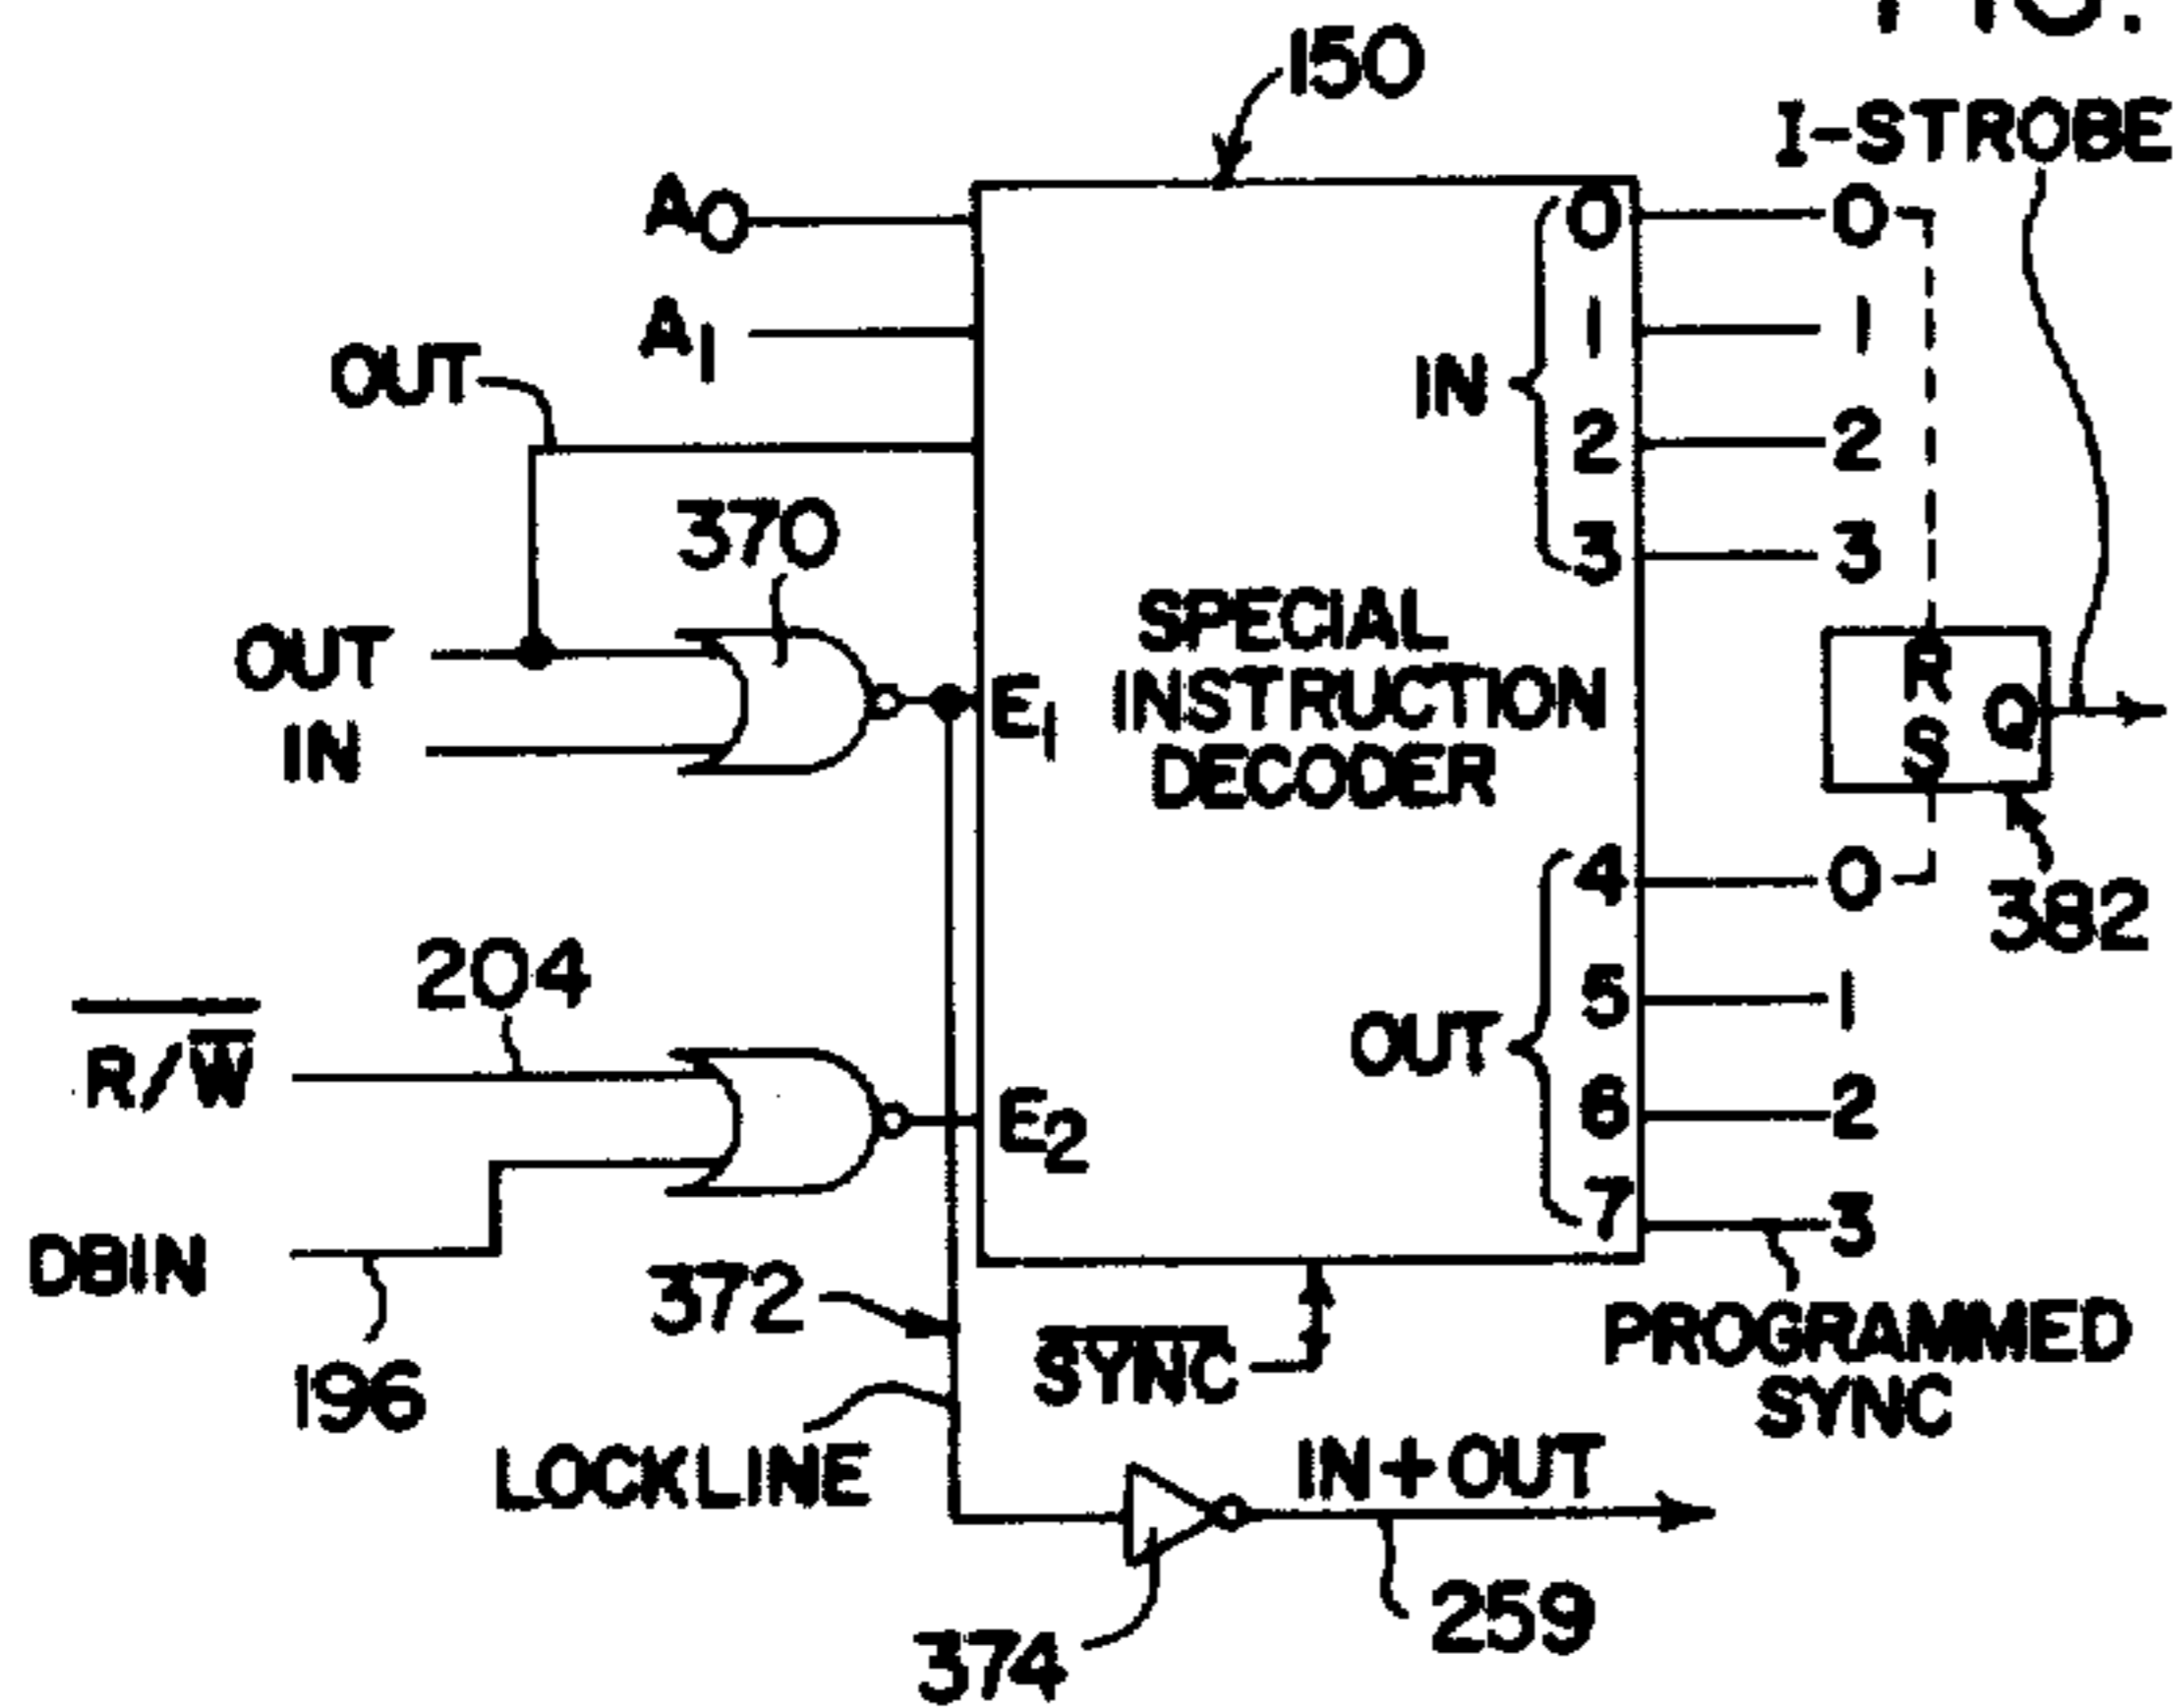 FIG.
150
I-STROBE
A0
A1
OUT
370
OUT
IN
E1
IN
0
1
2
3
0
1
2
3
SPECIAL
INSTRUCTION
DECODER
R
S
Q
382
204
R/W
DBIN
196
E2
OUT
4
5
6
7
0
1
2
3
372
LOCKLINE
SYNC
PROGRAMMED
SYNC
IN+OUT
259
374